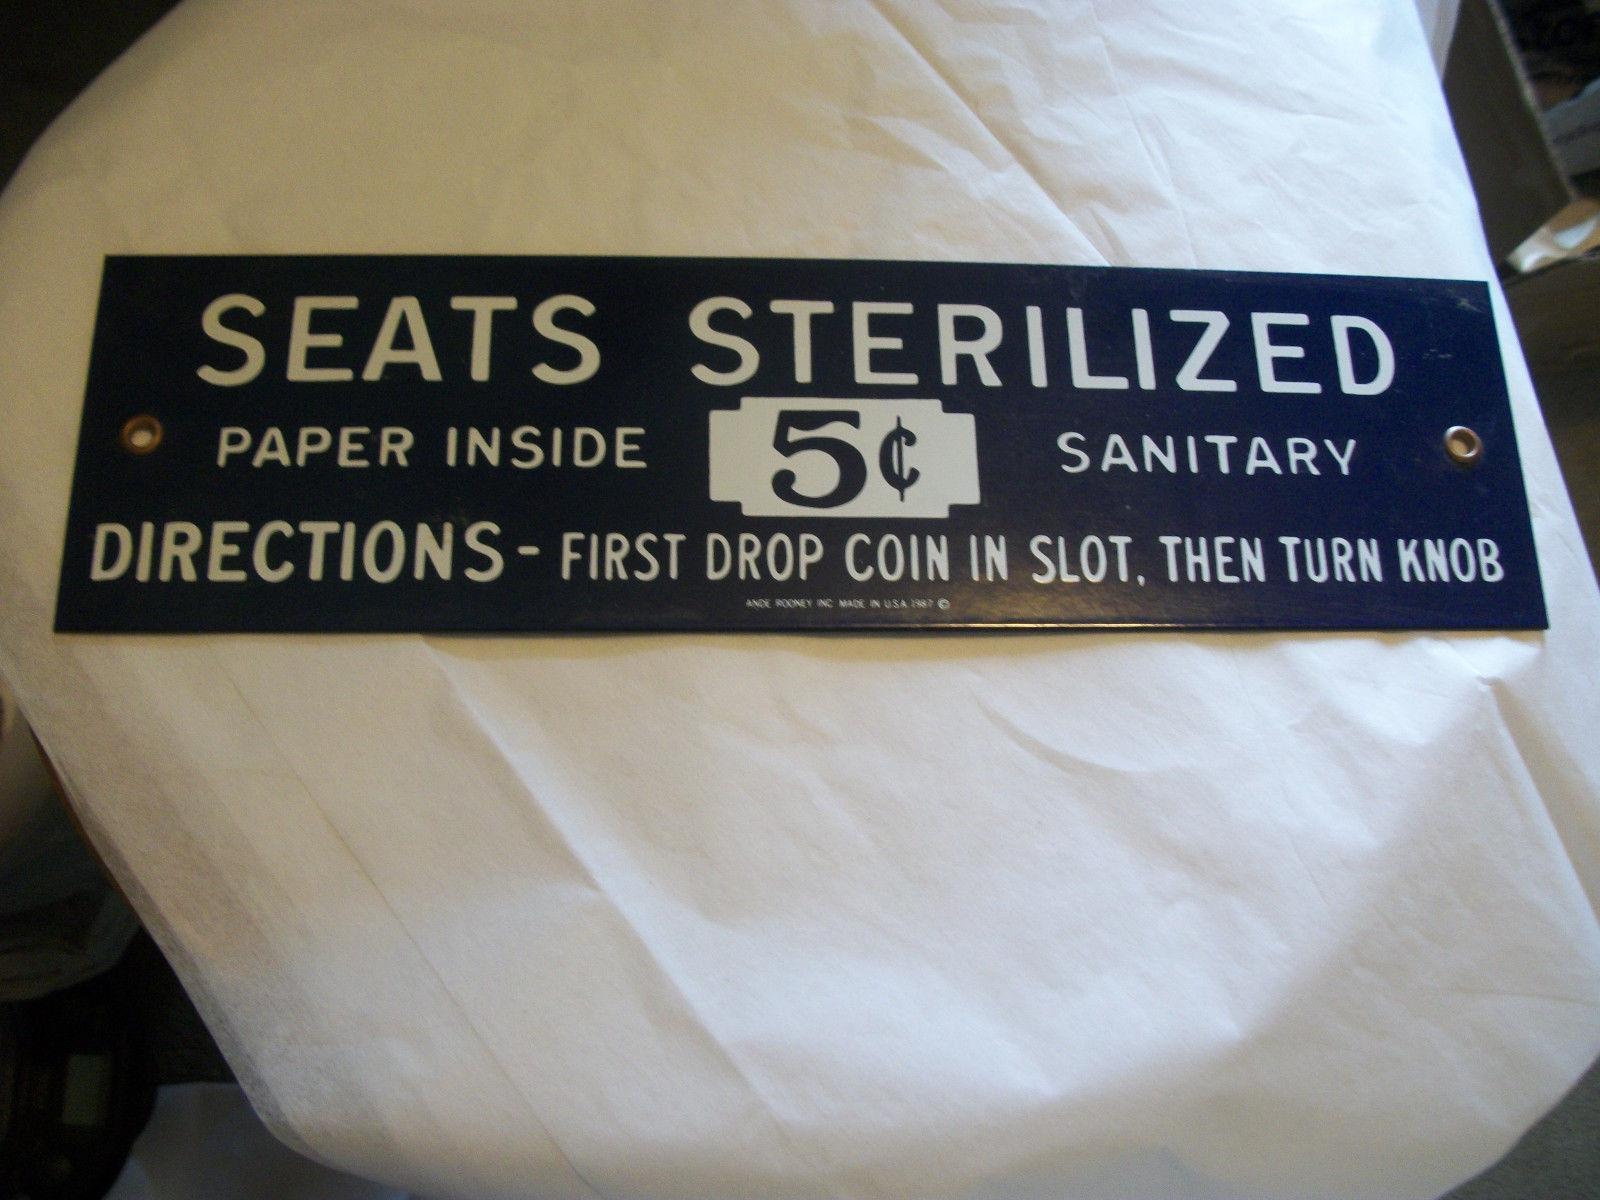 SEATS STERILIZED
PAPER INSIDE 5¢ SANITARY
DIRECTIONS - FIRST DROP COIN IN SLOT, THEN TURN KNOB
ANDE ROONEY INC. MADE IN U.S.A 1987 ©